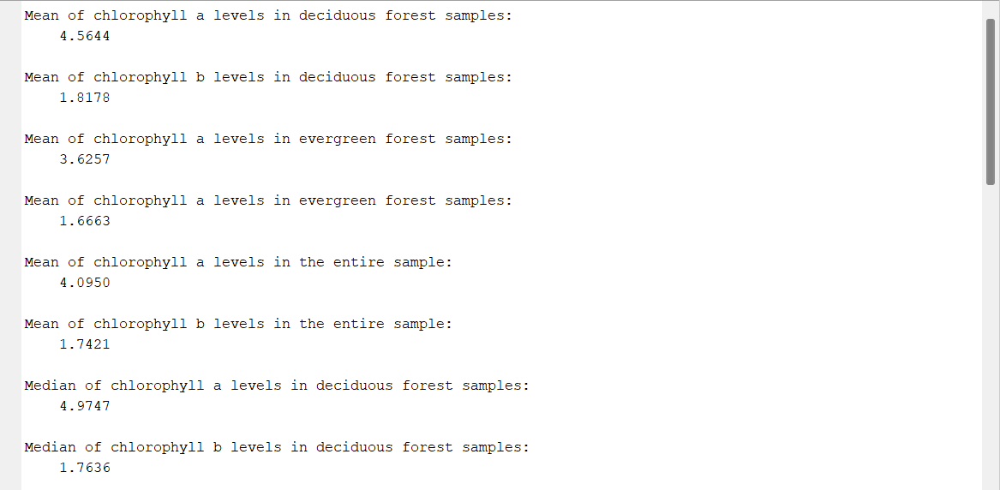 Mean of chlorophyll a levels in deciduous forest samples:
4.5644
Mean of chlorophyll b levels in deciduous forest samples:
1.8178
Mean of chlorophyll a levels in evergreen forest samples:
3.6257
Mean of chlorophyll a levels in evergreen forest samples:
1.6663
Mean of chlorophyll a levels in the entire sample:
4.0950
Mean of chlorophyll b levels in the entire sample:
1.7421
Median of chlorophyll a levels in deciduous forest samples:
4.9747
Median of chlorophyll b levels in deciduous forest samples:
1.7636